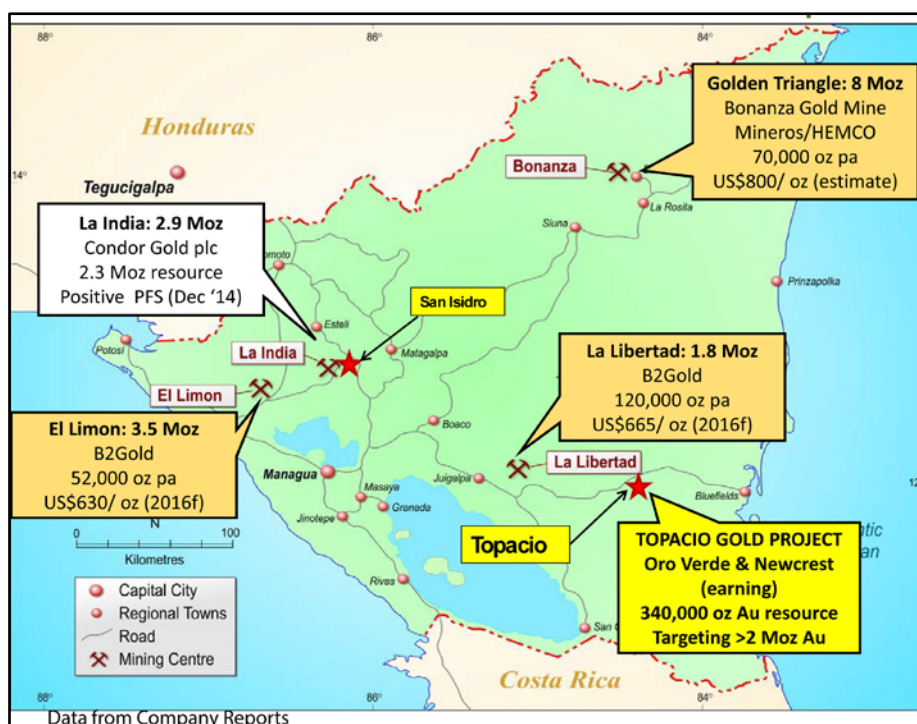 88°
86°
84°
Golden Triangle: 8 Moz
Bonanza Gold Mine
Mineros/HEMCO
70,000 oz pa
US$800/ oz (estimate)
Honduras
14°
Tegucigalpa
Bonanza
La Rosita
La India: 2.9 Moz
Condor Gold plc
2.3 Moz resource
Positive PFS (Dec ‘14)
Siuna
omoto
Prinzapolka
San Isidro
Esteli
Potosi
La India
Matagalpa
La Libertad: 1.8 Moz
B2Gold
120,000 oz pa
US$665/ oz (2016f)
El Limon
El Limon: 3.5 Moz
B2Gold
52,000 oz pa
US$630/ oz (2016f)
Boaco
Managua
Juigalpa
La Libertad
Masaya
Granada
Jinotepe
Bluefields
12
N
0
100
Kilometres
Topacio
TOPACIO GOLD PROJECT
Oro Verde & Newcrest
(earning)
340,000 oz Au resource
Targeting >2 Moz Au
ntic
an
Rivas
San C
Capital City
Regional Towns
Road
Mining Centre
Costa Rica
88°
86°
84°
Data from Company Reports